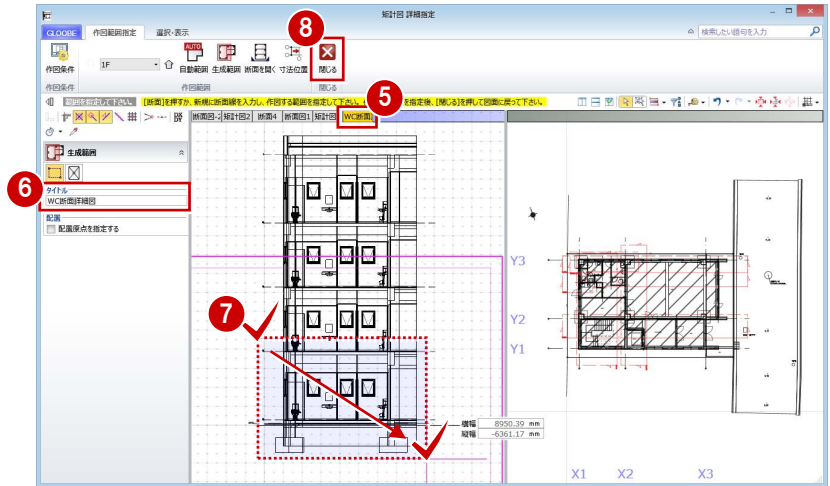 矩計図 詳細指定
GLOOBE 作図範囲指定 選択・表示
検索したい語句を入力
8
作図条件
1F
AUTO
自動範囲 生成範囲 断面を開く 寸法位置 閉じる
作図条件 作図範囲 閉じる
範囲を指定して下さい。 [断面]を押すか、新規に断面線を入力し、作図する範囲を指定して下さい。 を指定後、[閉じる]を押して図面に戻って下さい。
5
断面図-2 矩計図2 断面4 断面図1 矩計図 WC断面
生成範囲
6
タイトル
WC断面詳細図
配置
配置原点を指定する
7
Y3
Y2
Y1
横幅 8950.39 mm
縦幅 -6361.17 mm
X1 X2 X3